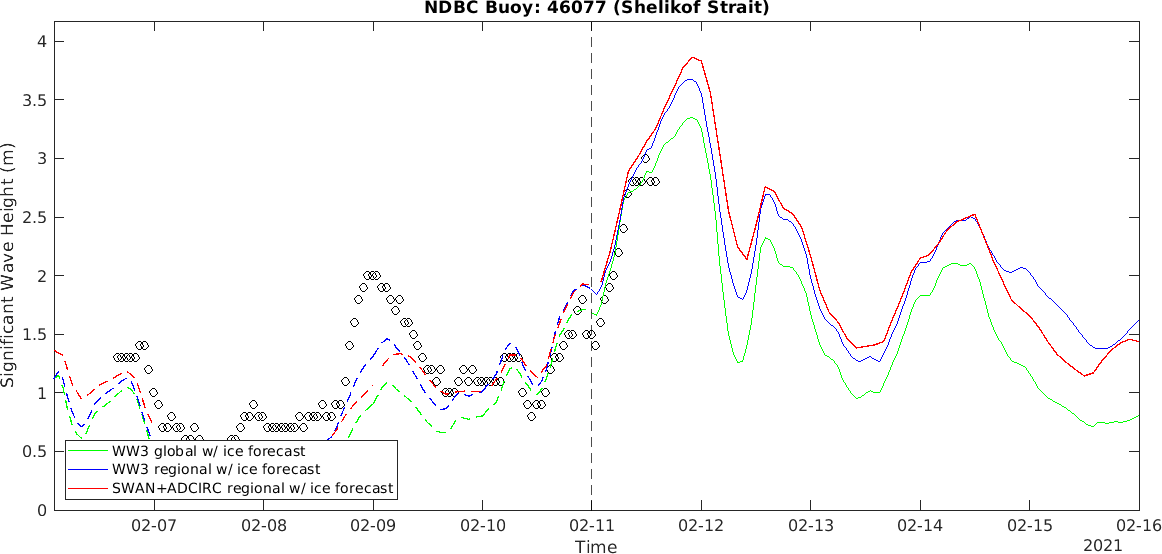 NDBC Buoy: 46077 (Shelikof Strait)
Significant Wave Height (m)
4
3.5
3
2.5
2
1.5
1
0.5
0
WW3 global w/ ice forecast
WW3 regional w/ ice forecast
SWAN+ADCIRC regional w/ ice forecast
02-07 02-08 02-09 02-10 02-11 02-12 02-13 02-14 02-15 02-16
Time
2021